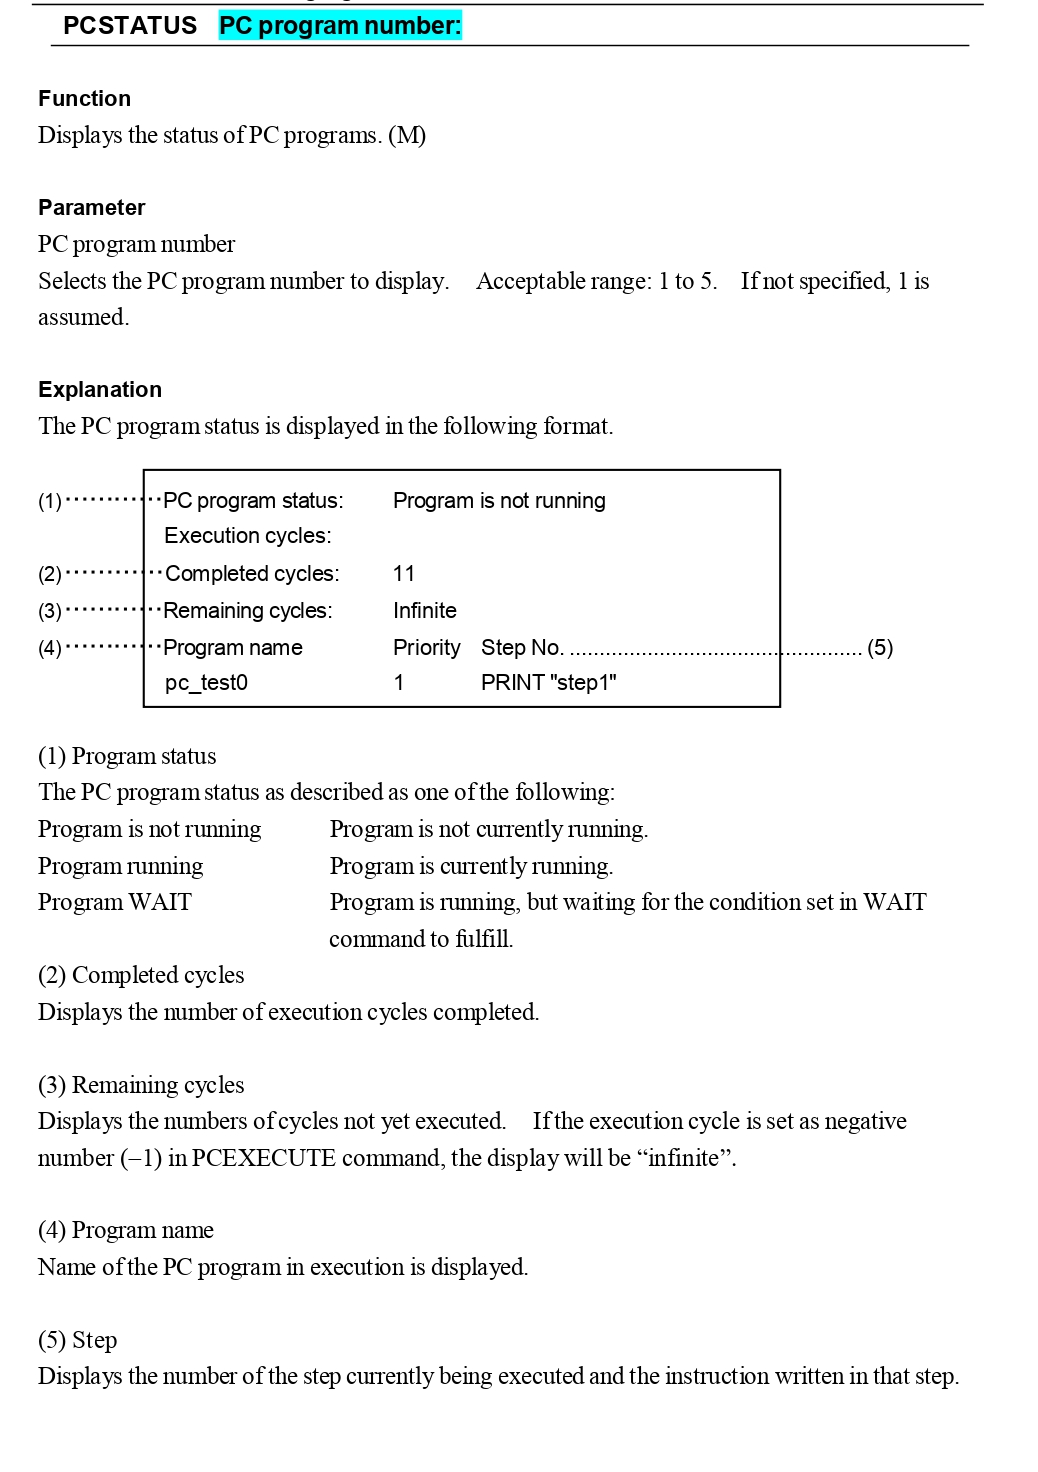 PCSTATUS PC program number:
Function
Displays the status of PC programs. (M)
Parameter
PC program number
Selects the PC program number to display. Acceptable range: 1 to 5. If not specified, 1 is
assumed.
Explanation
The PC program status is displayed in the following format.
(1) ············ PC program status: Program is not running
Execution cycles:
(2) ············ Completed cycles: 11
(3) ············ Remaining cycles: Infinite
(4) ············ Program name Priority Step No. ................................................ (5)
pc_test0 1 PRINT "step1"
(1) Program status
The PC program status as described as one of the following:
Program is not running Program is not currently running.
Program running Program is currently running.
Program WAIT Program is running, but waiting for the condition set in WAIT
command to fulfill.
(2) Completed cycles
Displays the number of execution cycles completed.
(3) Remaining cycles
Displays the numbers of cycles not yet executed. If the execution cycle is set as negative
number (–1) in PCEXECUTE command, the display will be “infinite”.
(4) Program name
Name of the PC program in execution is displayed.
(5) Step
Displays the number of the step currently being executed and the instruction written in that step.